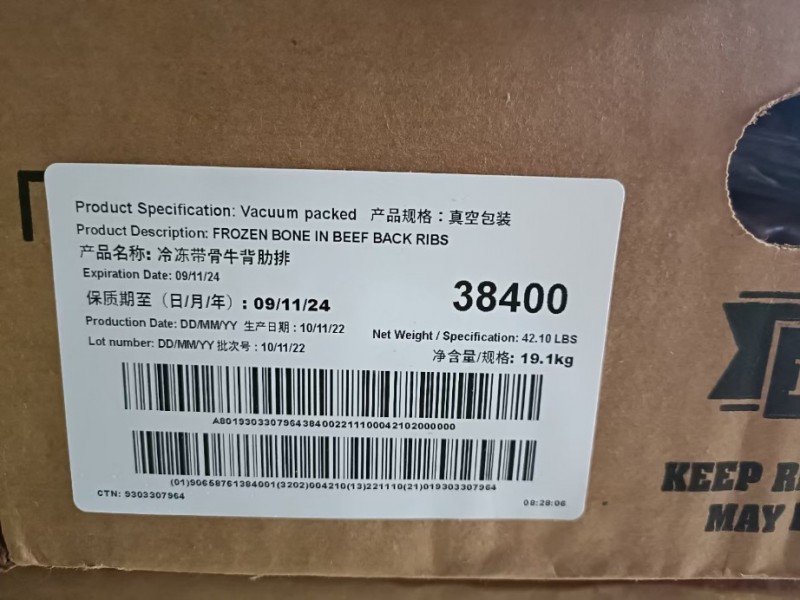 Product Specification: Vacuum packed 产品规格：真空包装
Product Description: FROZEN BONE IN BEEF BACK RIBS
产品名称: 冷冻带骨牛背肋排
Expiration Date: 09/11/24
保质期至（日/月/年）: 09/11/24
38400
Production Date: DD/MM/YY 生产日期：10/11/22
Net Weight / Specification: 42.10 LBS
Lot number: DD/MM/YY 批次号：10/11/22
净含量/规格: 19.1kg
A8019303307964384002211100042102000000
(01)90658761384001(3202)004210(13)221110(21)019303307964
CTN: 9303307964
08:29:06
KEEP
MAY